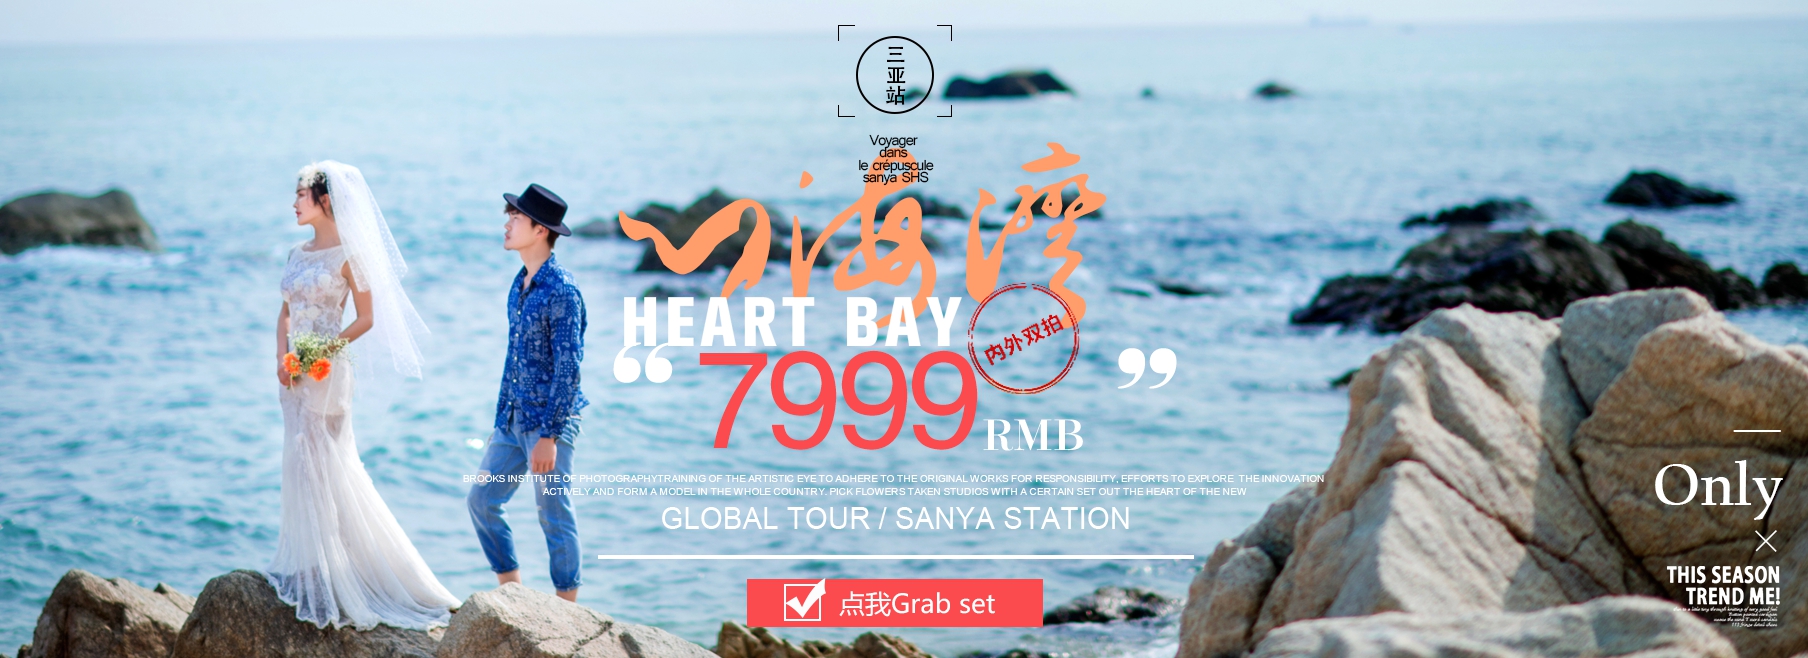 三亚站
Voyager
dans
le crépuscule
sanya SHS
心海湾
HEART BAY
内外双拍
“7999 RMB”
BROOKS INSTITUTE OF PHOTOGRAPHYTRAINING OF THE ARTISTIC EYE TO ADHERE TO THE ORIGINAL WORKS FOR RESPONSIBILITY, EFFORTS TO EXPLORE THE INNOVATION
ACTIVELY AND FORM A MODEL IN THE WHOLE COUNTRY. PICK FLOWERS TAKEN STUDIOS WITH A CERTAIN SET OUT THE HEART OF THE NEW
GLOBAL TOUR / SANYA STATION
点我Grab set
Only
×
THIS SEASON
TREND ME!